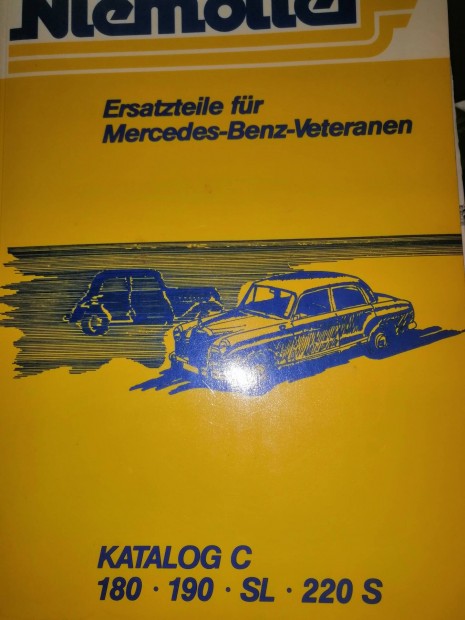 Niemöller
Ersatzteile für
Mercedes-Benz-Veteranen
KATALOG C
180 · 190 · SL · 220 S